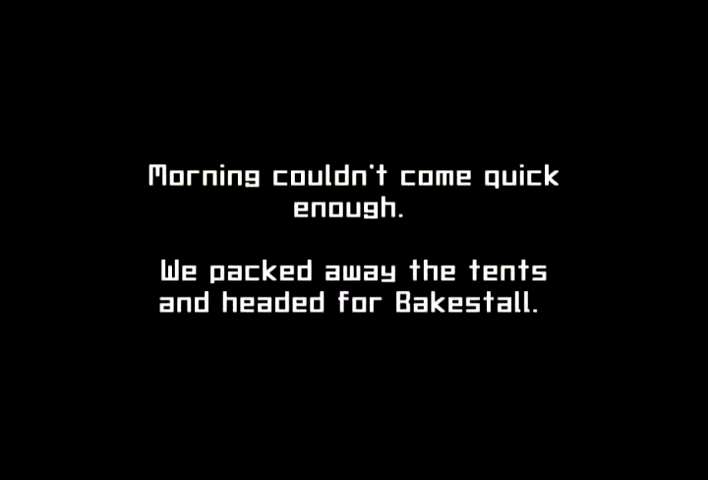 Morning couldn't come quick
enough.
We packed away the tents
and headed for Bakestall.